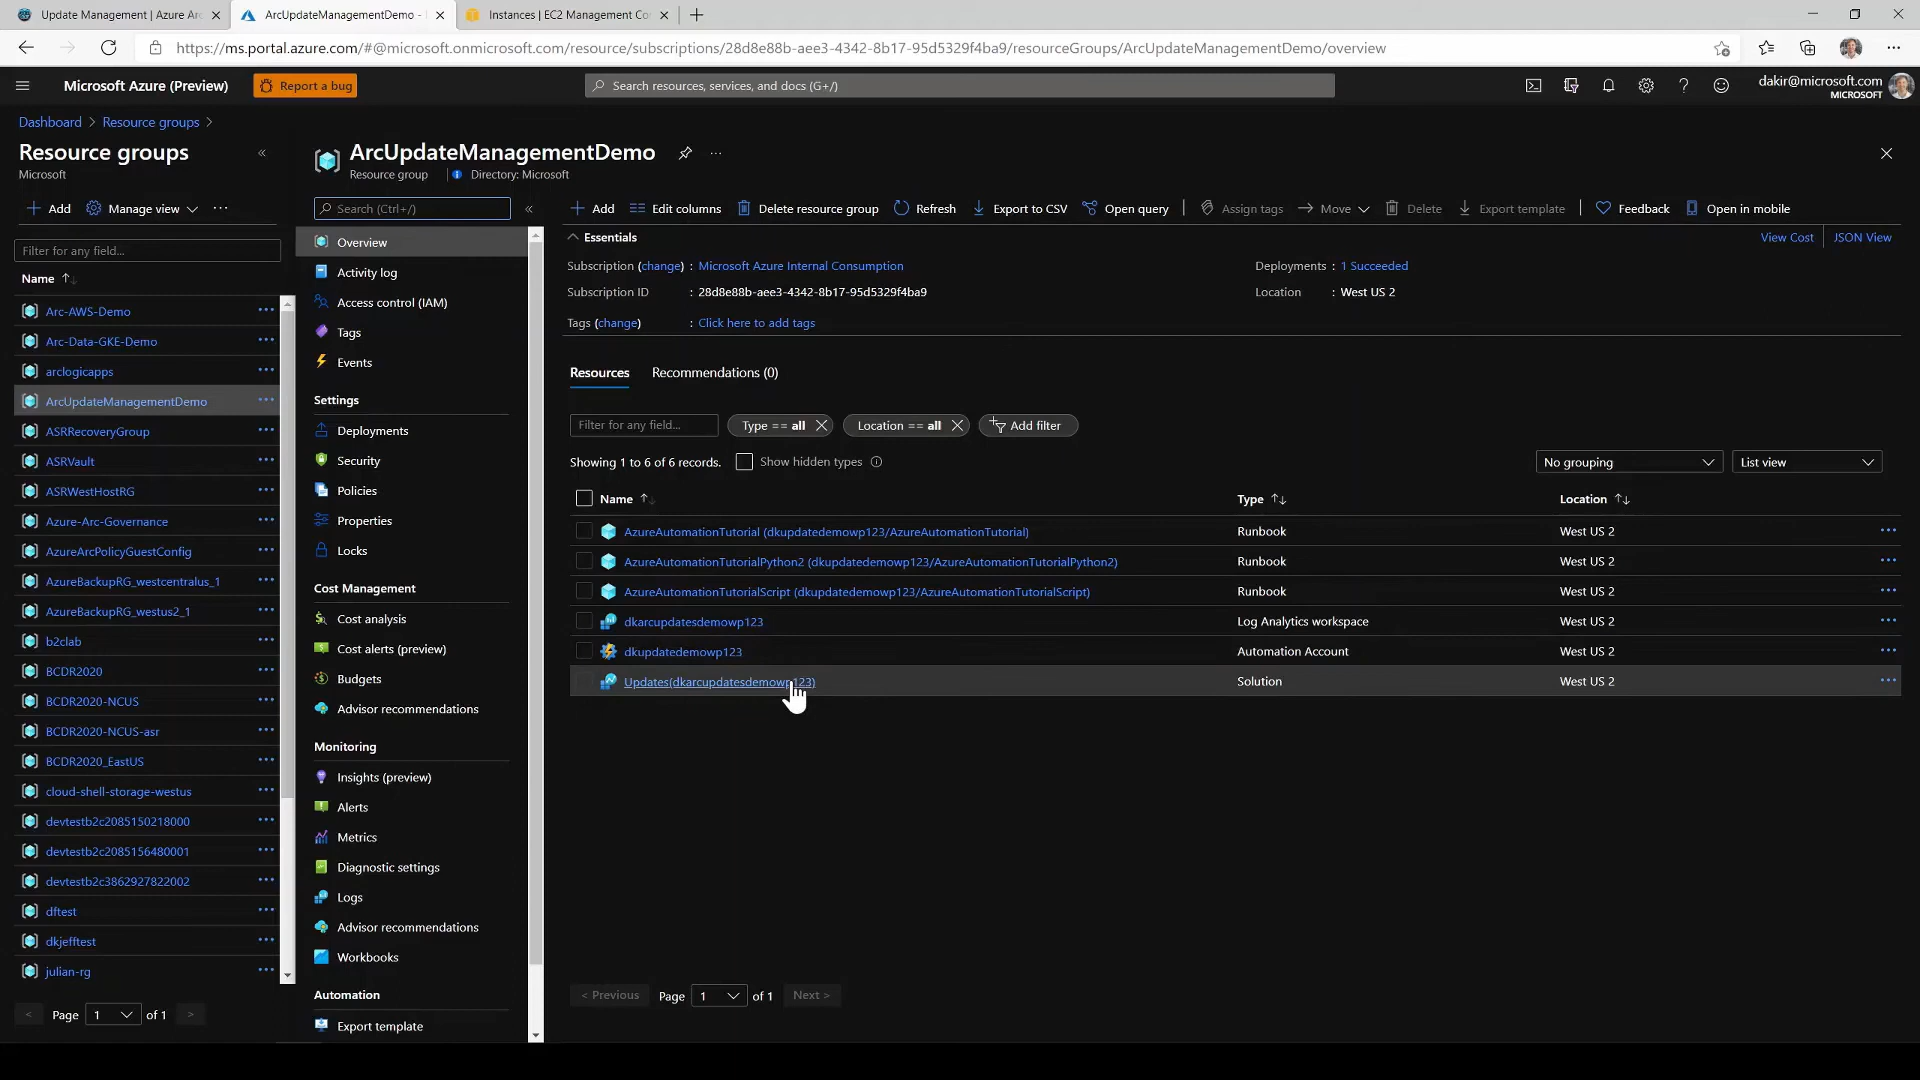 Update Management | Azure Arc
ArcUpdateManagementDemo -
Instances | EC2 Management Co
https://ms.portal.azure.com/#@microsoft.onmicrosoft.com/resource/subscriptions/28d8e88b-aee3-4342-8b17-95d5329f4ba9/resourceGroups/ArcUpdateManagementDemo/overview
Microsoft Azure (Preview)
Report a bug
Search resources, services, and docs (G+/)
dakir@microsoft.com
MICROSOFT
Dashboard > Resource groups >
Resource groups
Microsoft
Add
Manage view
Filter for any field...
Name
Arc-AWS-Demo
Arc-Data-GKE-Demo
arclogicapps
ArcUpdateManagementDemo
ASRRecoveryGroup
ASRVault
ASRWestHostRG
Azure-Arc-Governance
AzureArcPolicyGuestConfig
AzureBackupRG_westcentralus_1
AzureBackupRG_westus2_1
b2clab
BCDR2020
BCDR2020-NCUS
BCDR2020-NCUS-asr
BCDR2020_EastUS
cloud-shell-storage-westus
devtestb2c2085150218000
devtestb2c2085156480001
devtestb2c3862927822002
dftest
dkjefftest
julian-rg
< Page 1 of 1 >
ArcUpdateManagementDemo
Resource group
Directory: Microsoft
Search (Ctrl+/)
Overview
Activity log
Access control (IAM)
Tags
Events
Settings
Deployments
Security
Policies
Properties
Locks
Cost Management
Cost analysis
Cost alerts (preview)
Budgets
Advisor recommendations
Monitoring
Insights (preview)
Alerts
Metrics
Diagnostic settings
Logs
Advisor recommendations
Workbooks
Automation
Export template
Add Edit columns Delete resource group Refresh Export to CSV Open query Assign tags Move Delete Export template Feedback Open in mobile
Essentials
View Cost JSON View
Subscription (change) : Microsoft Azure Internal Consumption
Deployments : 1 Succeeded
Subscription ID : 28d8e88b-aee3-4342-8b17-95d5329f4ba9
Location : West US 2
Tags (change) : Click here to add tags
Resources Recommendations (0)
Filter for any field... Type == all Location == all Add filter
Showing 1 to 6 of 6 records. Show hidden types
No grouping List view
Name Type Location
AzureAutomationTutorial (dkupdatedemowp123/AzureAutomationTutorial) Runbook West US 2
AzureAutomationTutorialPython2 (dkupdatedemowp123/AzureAutomationTutorialPython2) Runbook West US 2
AzureAutomationTutorialScript (dkupdatedemowp123/AzureAutomationTutorialScript) Runbook West US 2
dkarcupdatesdemowp123 Log Analytics workspace West US 2
dkupdatedemowp123 Automation Account West US 2
Updates(dkarcupdatesdemowp123) Solution West US 2
< Previous Page 1 of 1 Next >